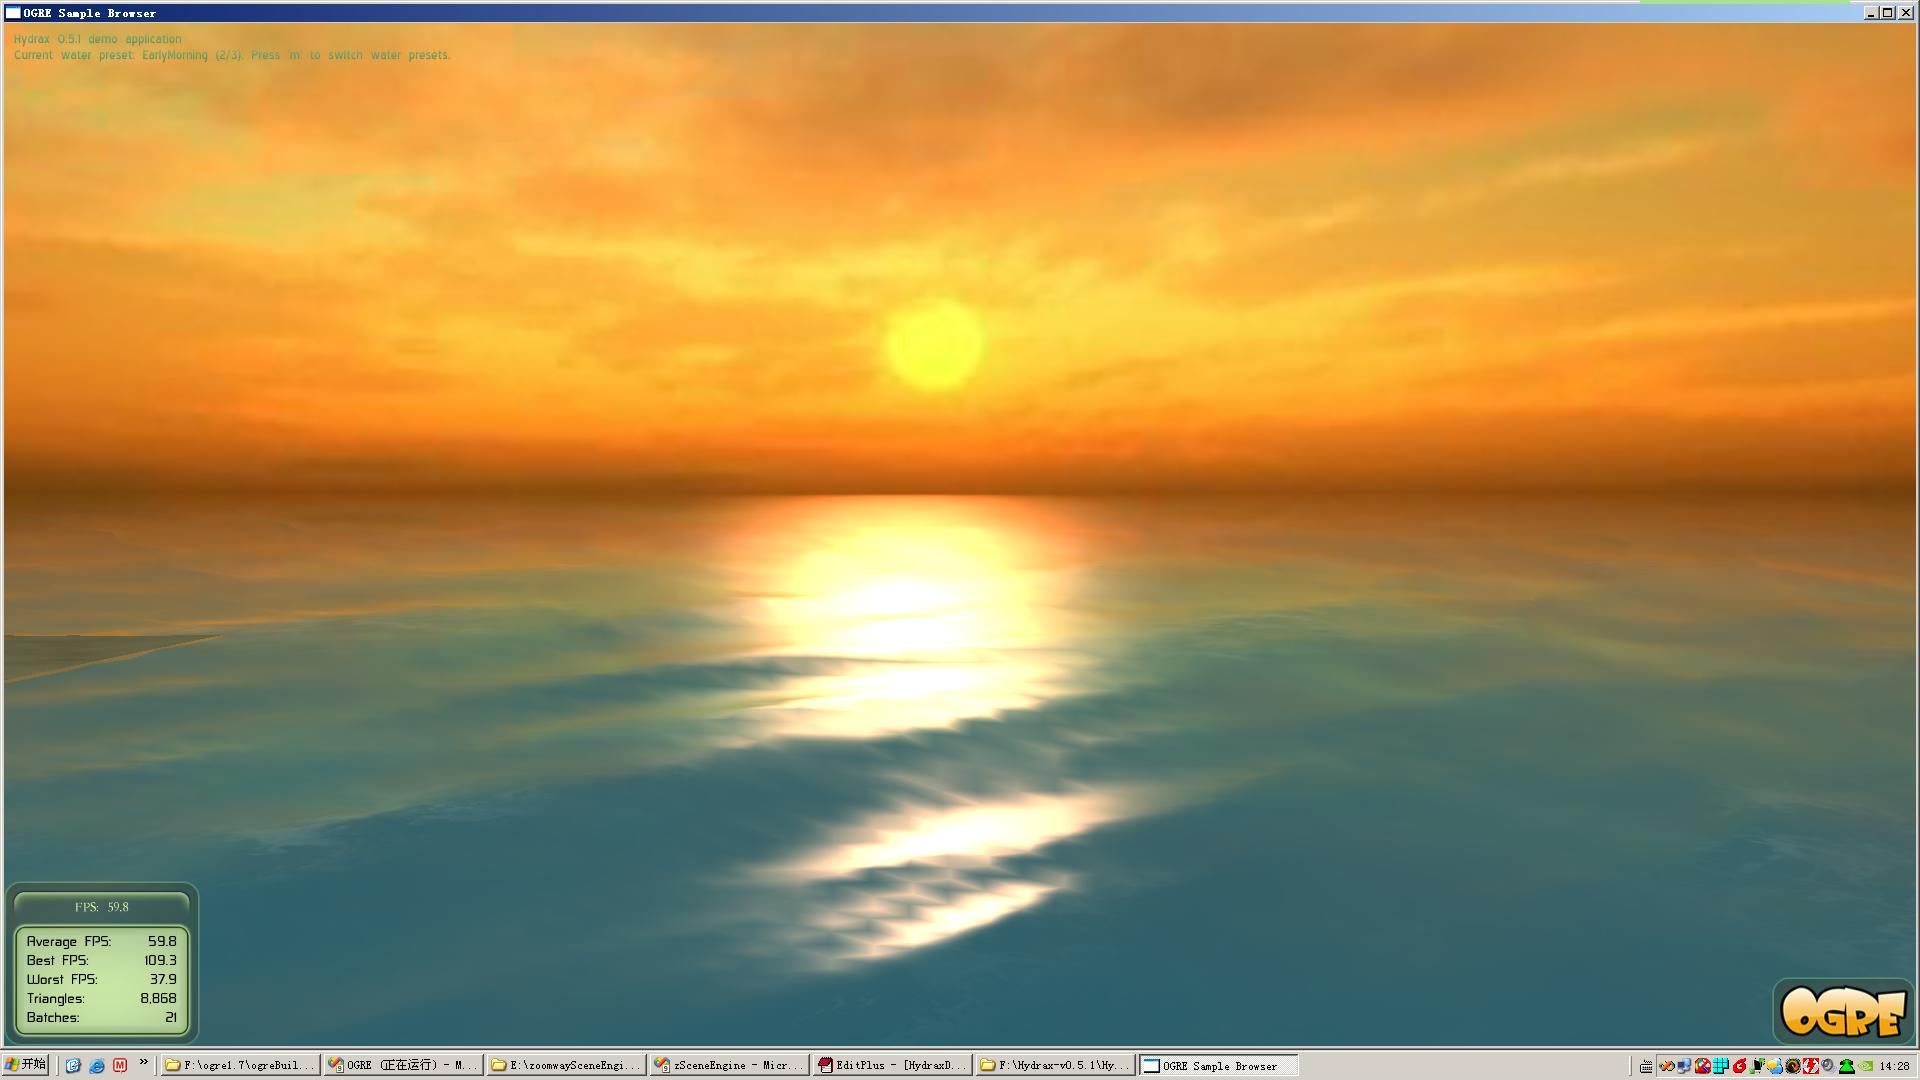 OGRE Sample Browser
Hydrax 0.5.1 demo application
Current water preset: EarlyMorning (2/3). Press 'm' to switch water presets.
FPS: 59.8
Average FPS: 59.8
Best FPS: 109.3
Worst FPS: 37.9
Triangles: 8,868
Batches: 21
OGRE
开始 F:\ogre1.7\ogreBuil... OGRE (正在运行) - M... E:\zoomwaySceneEngi... zSceneEngine - Micr... EditPlus - [HydraxD... F:\Hydrax-v0.5.1\Hy... OGRE Sample Browser 14:28